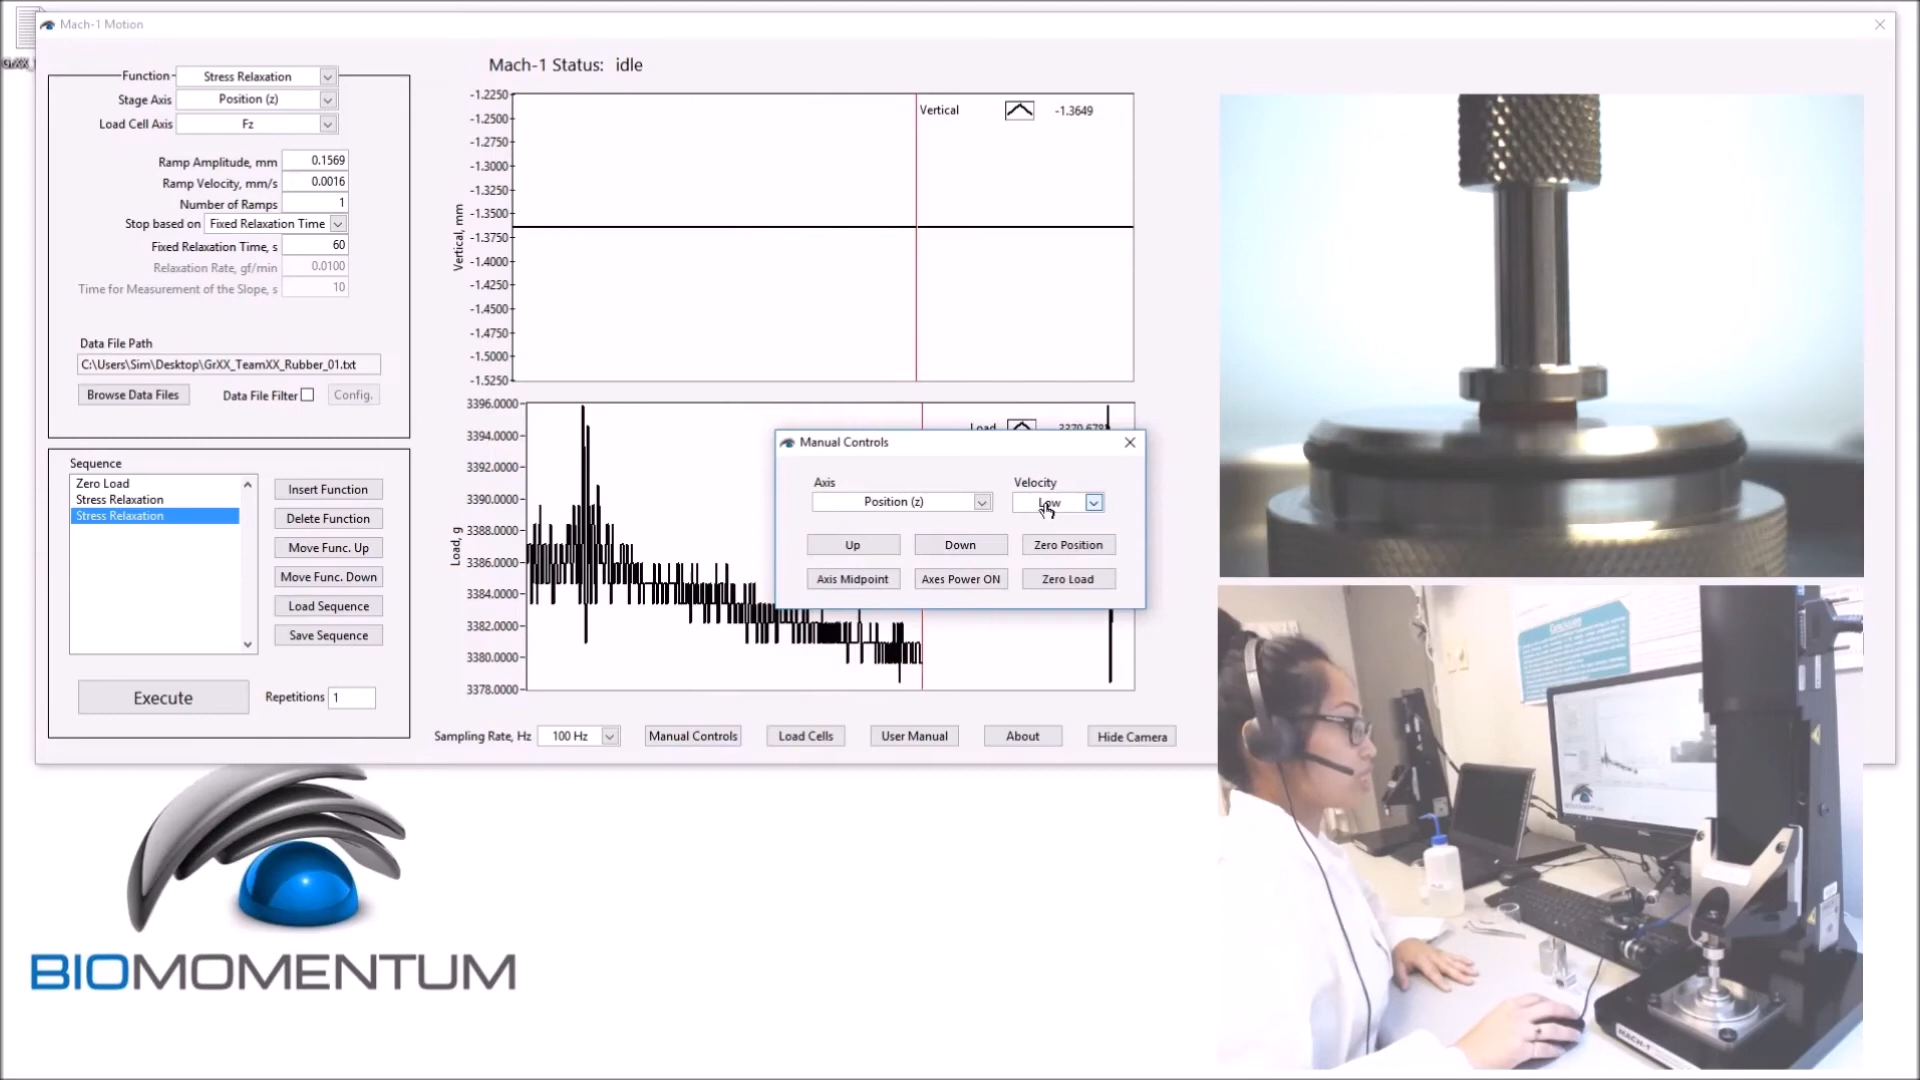 Mach-1 Motion
Mach-1 Status: idle
Function
Stress Relaxation
Stage Axis
Position (z)
Load Cell Axis
Fz
Ramp Amplitude, mm
0.1569
Ramp Velocity, mm/s
0.0016
Number of Ramps
1
Stop based on
Fixed Relaxation Time
Fixed Relaxation Time, s
60
Relaxation Rate, gf/min
0.0100
Time for Measurement of the Slope, s
10
Data File Path
C:\Users\Sim\Desktop\GrXX_TeamXX_Rubber_01.txt
Browse Data Files
Data File Filter
Config.
Sequence
Zero Load
Stress Relaxation
Stress Relaxation
Insert Function
Delete Function
Move Func. Up
Move Func. Down
Load Sequence
Save Sequence
Execute
Repetitions
1
Vertical, mm
-1.2250
-1.2500
-1.2750
-1.3000
-1.3250
-1.3500
-1.3750
-1.4000
-1.4250
-1.4500
-1.4750
-1.5000
-1.5250
Vertical
-1.3649
Load, g
3396.0000
3394.0000
3392.0000
3390.0000
3388.0000
3386.0000
3384.0000
3382.0000
3380.0000
3378.0000
Load
Manual Controls
Axis
Velocity
Position (z)
Low
Up
Down
Zero Position
Axis Midpoint
Axes Power ON
Zero Load
Sampling Rate, Hz
100 Hz
Manual Controls
Load Cells
User Manual
About
Hide Camera
BIOMOMENTUM
MACH-1